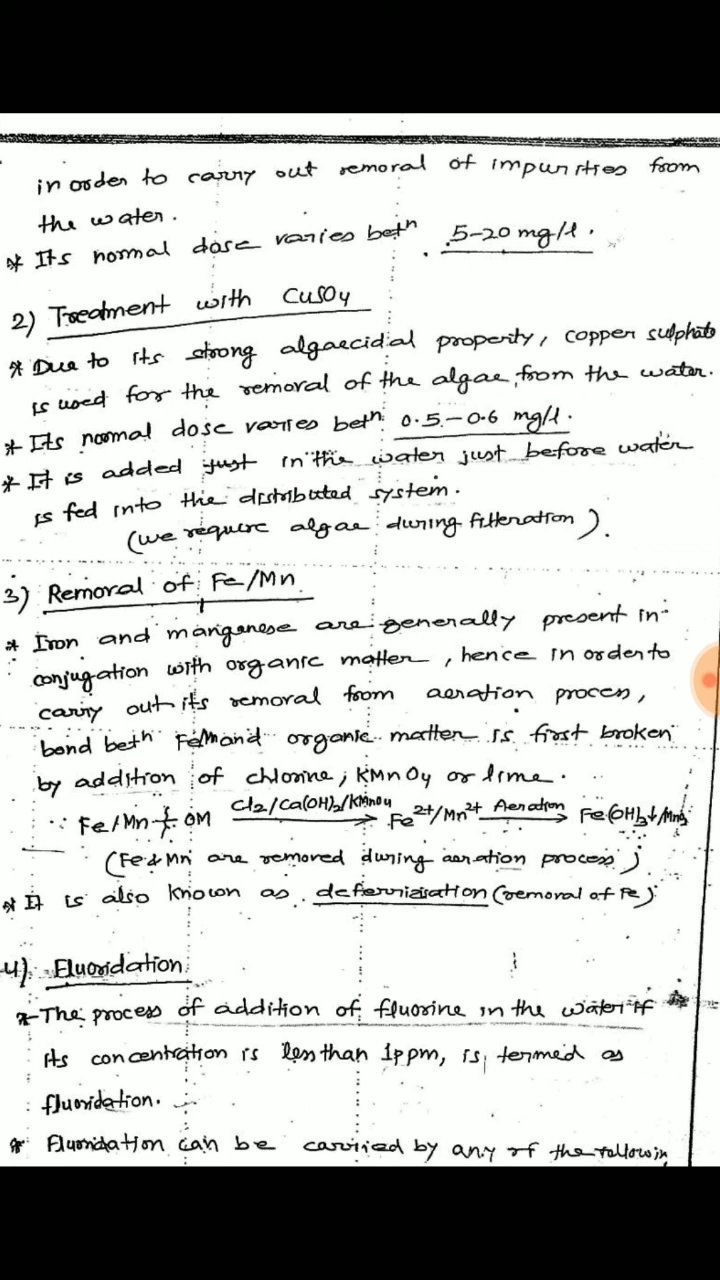 in order to carry out removal of impurities from
the water.
* Its normal dose varies betn 5-20 mg/l.
2) Treatment with CuSO4
* Due to its strong algaecidal property, copper sulphate
is used for the removal of the algae from the water.
* Its normal dose varies betn 0.5-0.6 mg/l.
* It is added just in the water just before water
is fed into the distributed system.
(we require algae during filteration).
3) Removal of Fe/Mn
* Iron and manganese are generally present in
conjugation with organic matter, hence in order to
carry out its removal from aeration process,
bond betn Fe/Mn and organic matter is first broken
by addition of chlorine, KMnO4 or lime.
Fe/Mn OM Cl2/Ca(OH)2/KMnO4 Fe2+/Mn2+ Aeration Fe(OH)3↓/
(Fe & Mn are removed during aeration process)
* It is also known as deferrisation (removal of Fe)
4) Fluoridation
* The process of addition of fluorine in the water if
its concentration is less than 1ppm, is termed as
fluoridation.
* Fluoridation can be carried by any of the followin